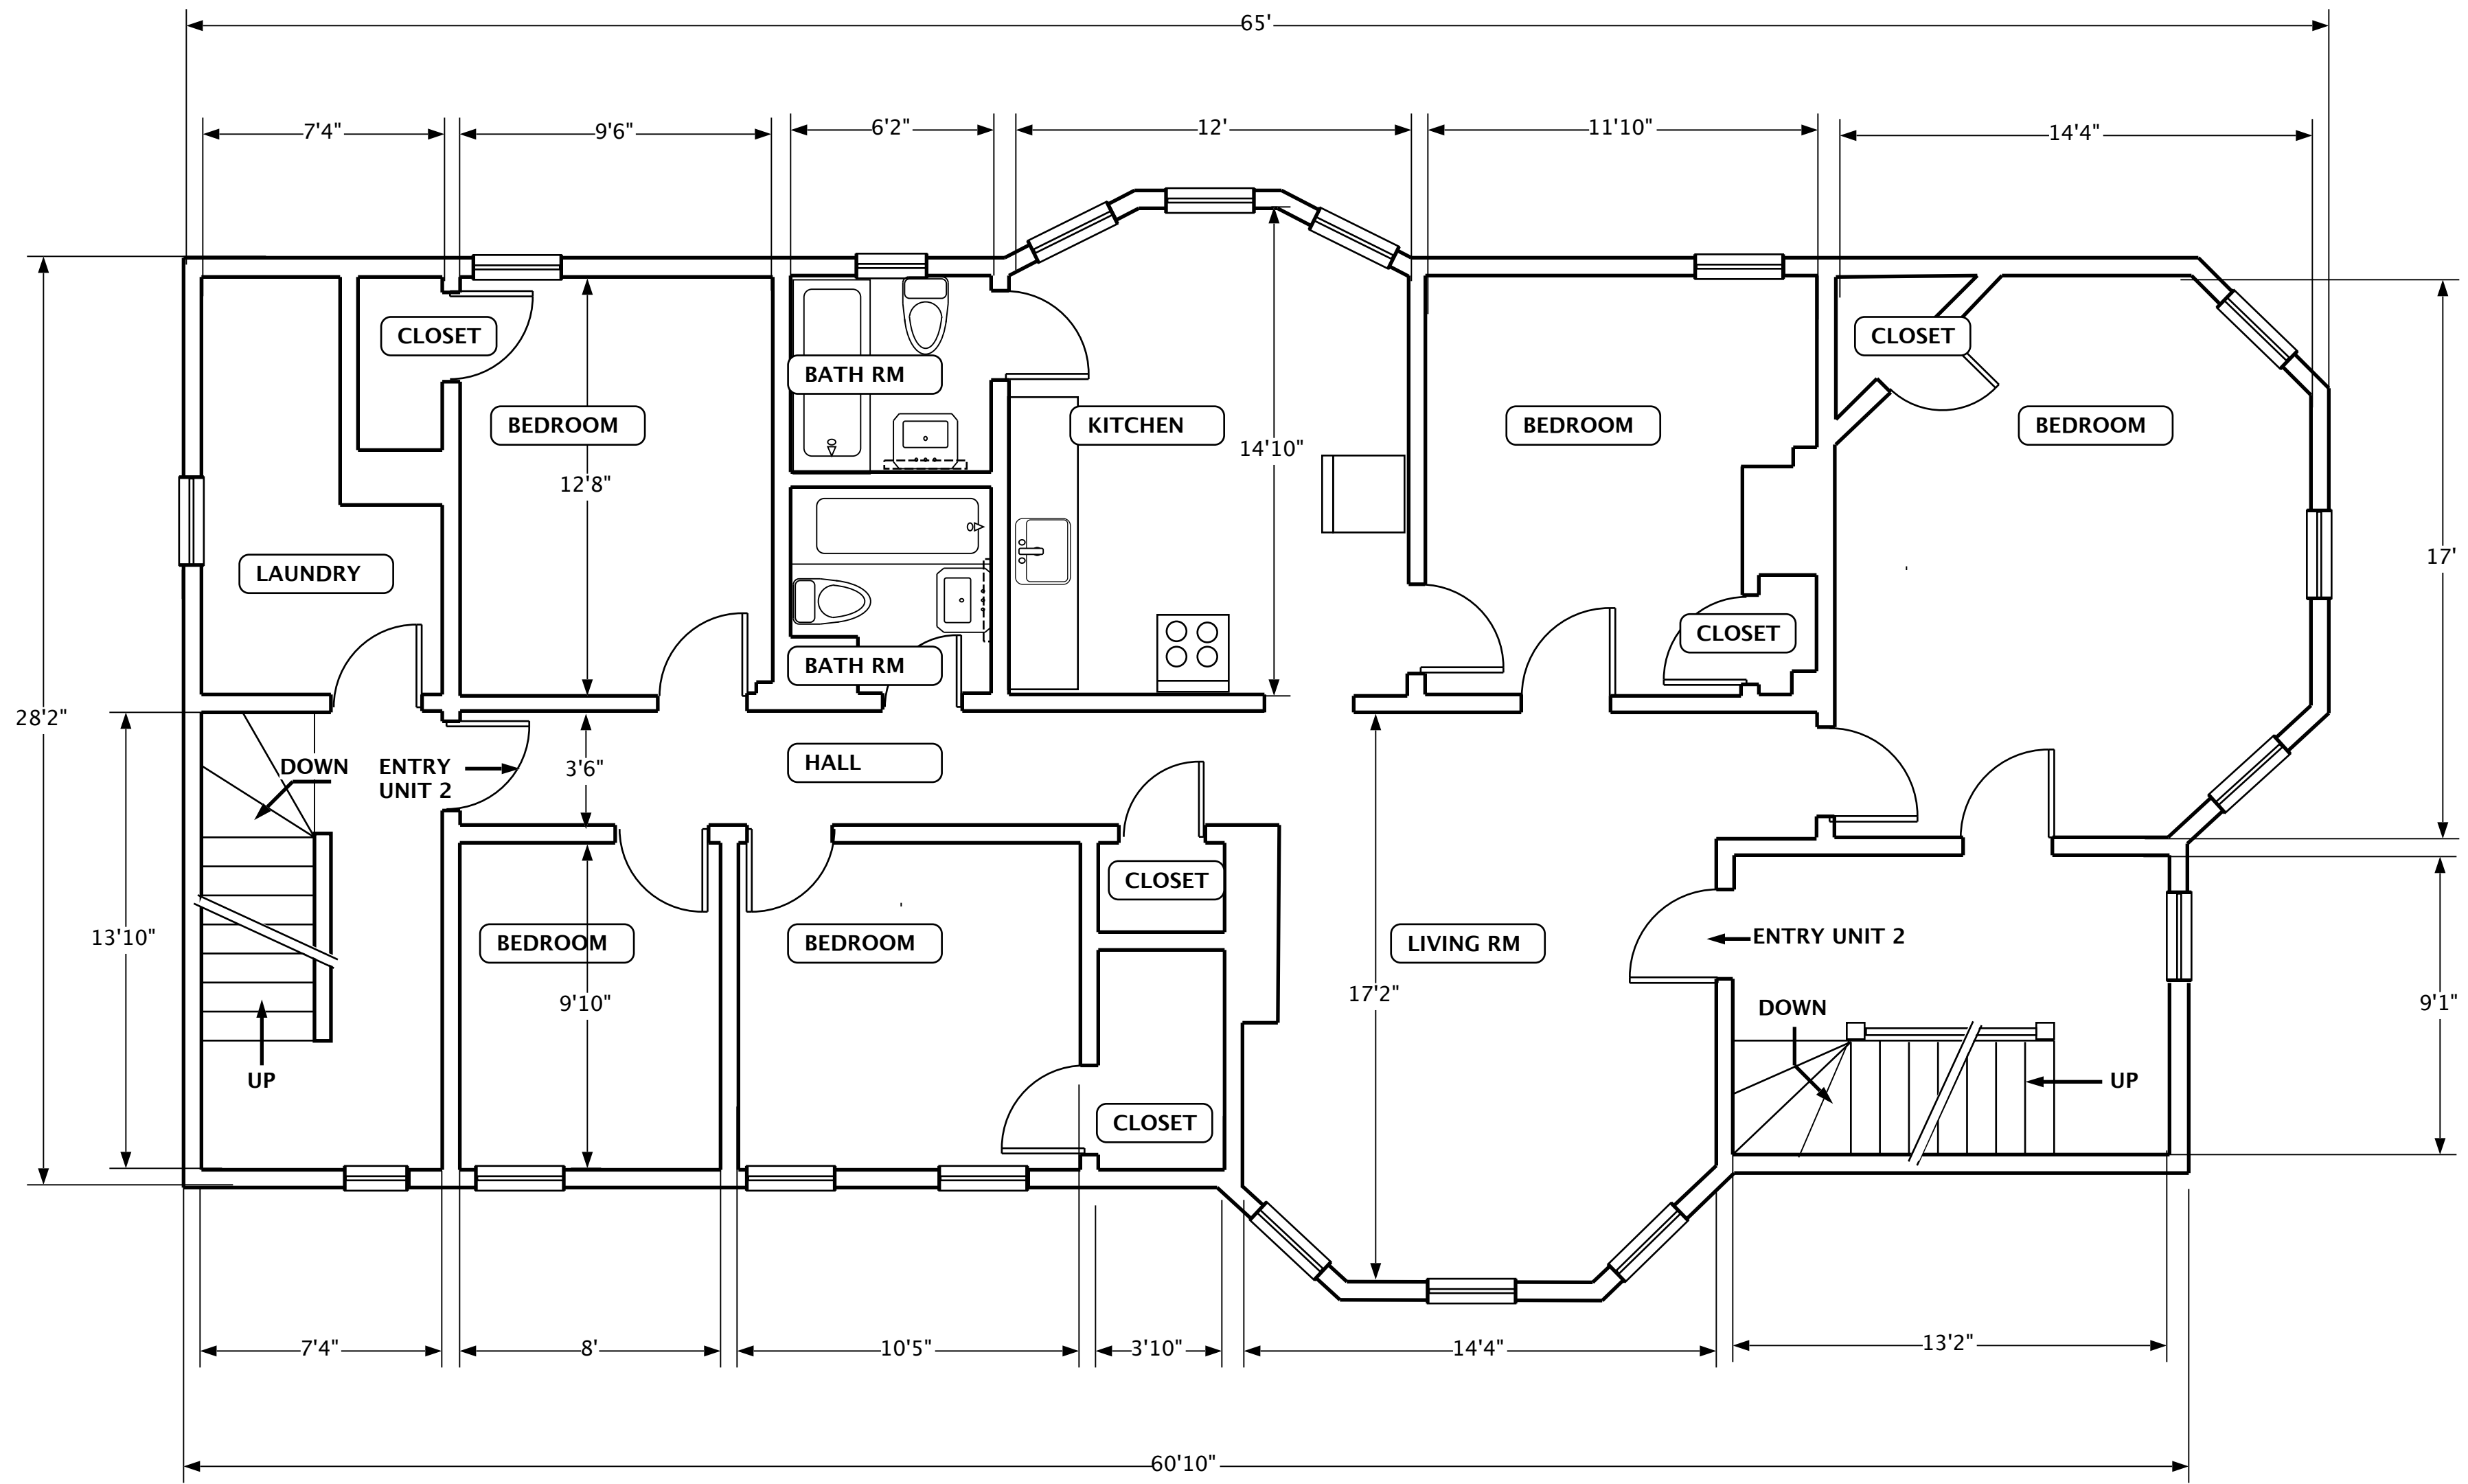 65'
7'4"
9'6"
6'2"
12'
11'10"
14'4"
CLOSET
CLOSET
BATH RM
BEDROOM
KITCHEN
BEDROOM
BEDROOM
14'10"
12'8"
17'
LAUNDRY
CLOSET
BATH RM
28'2"
DOWN
ENTRY
UNIT 2
3'6"
HALL
CLOSET
13'10"
BEDROOM
BEDROOM
LIVING RM
ENTRY UNIT 2
9'10"
17'2"
DOWN
9'1"
UP
UP
CLOSET
7'4"
8'
10'5"
3'10"
14'4"
13'2"
60'10"